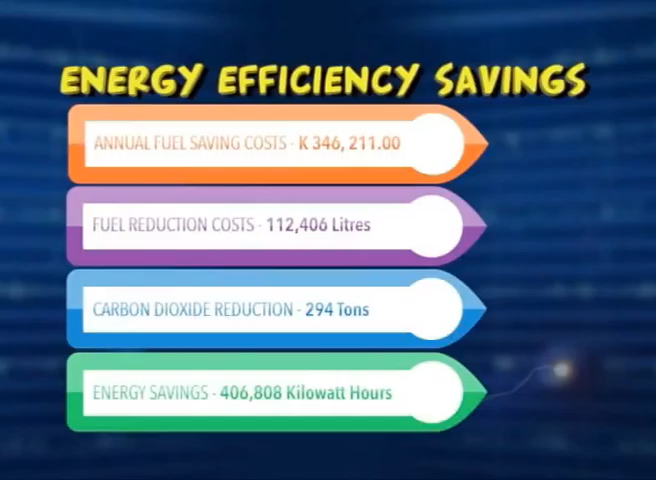 ENERGY EFFICIENCY SAVINGS
ANNUAL FUEL SAVING COSTS - K 346, 211.00
FUEL REDUCTION COSTS - 112,406 Litres
CARBON DIOXIDE REDUCTION - 294 Tons
ENERGY SAVINGS - 406,808 Kilowatt Hours